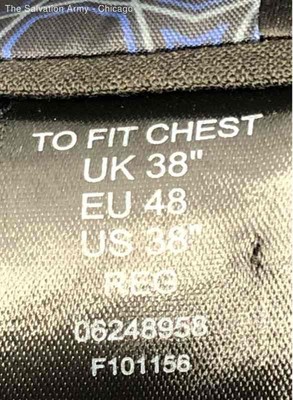 The Salvation Army - Chicago
TO FIT CHEST
UK 38"
EU 48
US 38"
REG
06248958
F101156